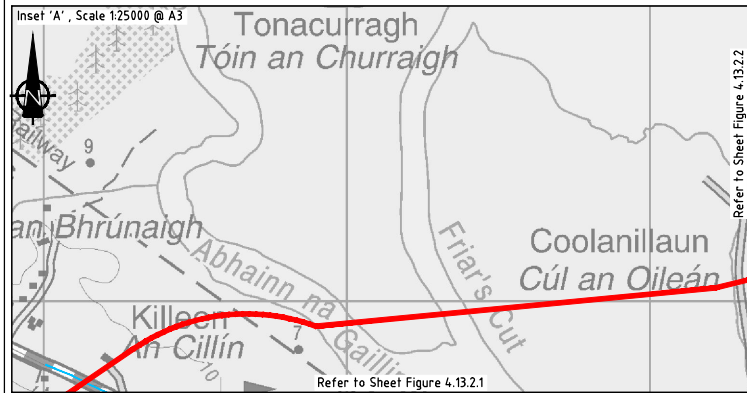 Inset 'A' , Scale 1:25000 @ A3
Tonacurragh
Tóin an Churraigh
N
Railway
9
an Bhrúnaigh
Abhainn na Gaillim
Friar's Cut
Coolanillaun
Cúl an Oileán
Killeen
An Cillín
7
10
Refer to Sheet Figure 4.13.2.2
Refer to Sheet Figure 4.13.2.1